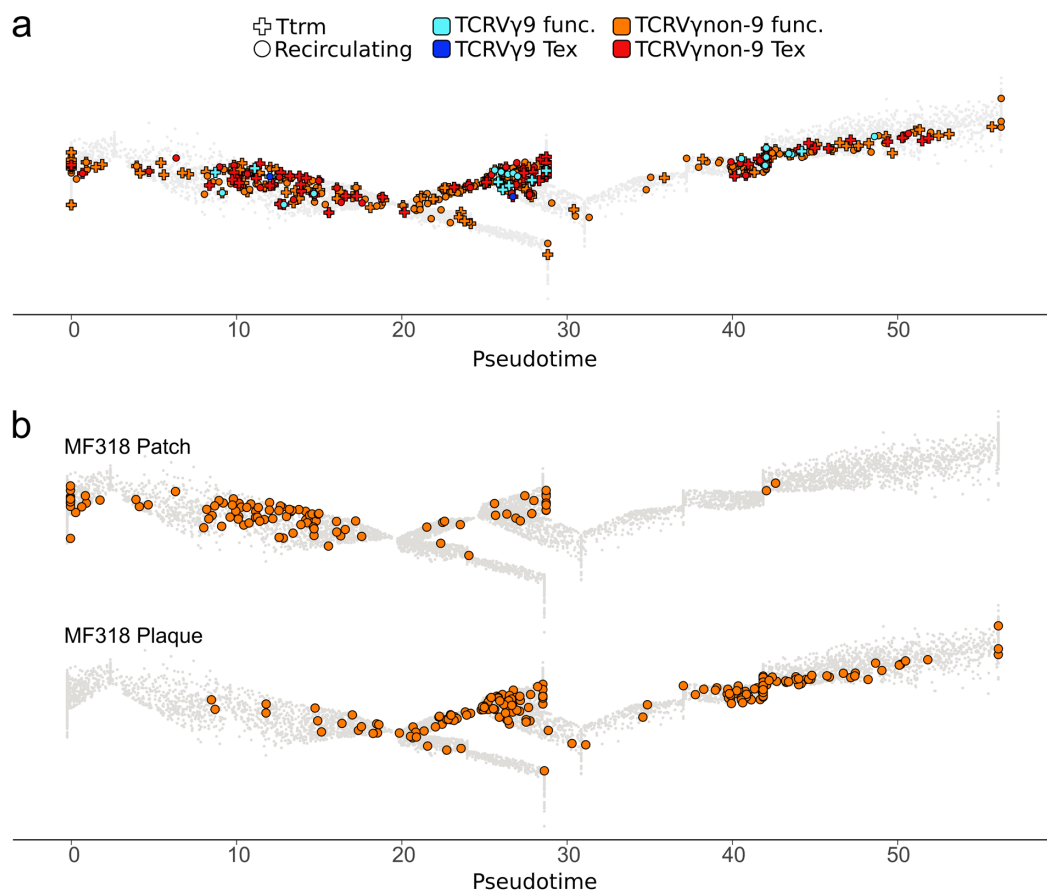 a
Ttrm TCRVγ9 func. TCRVγnon-9 func.
Recirculating TCRVγ9 Tex TCRVγnon-9 Tex
0 10 20 30 40 50
Pseudotime
b
MF318 Patch
MF318 Plaque
0 10 20 30 40 50
Pseudotime